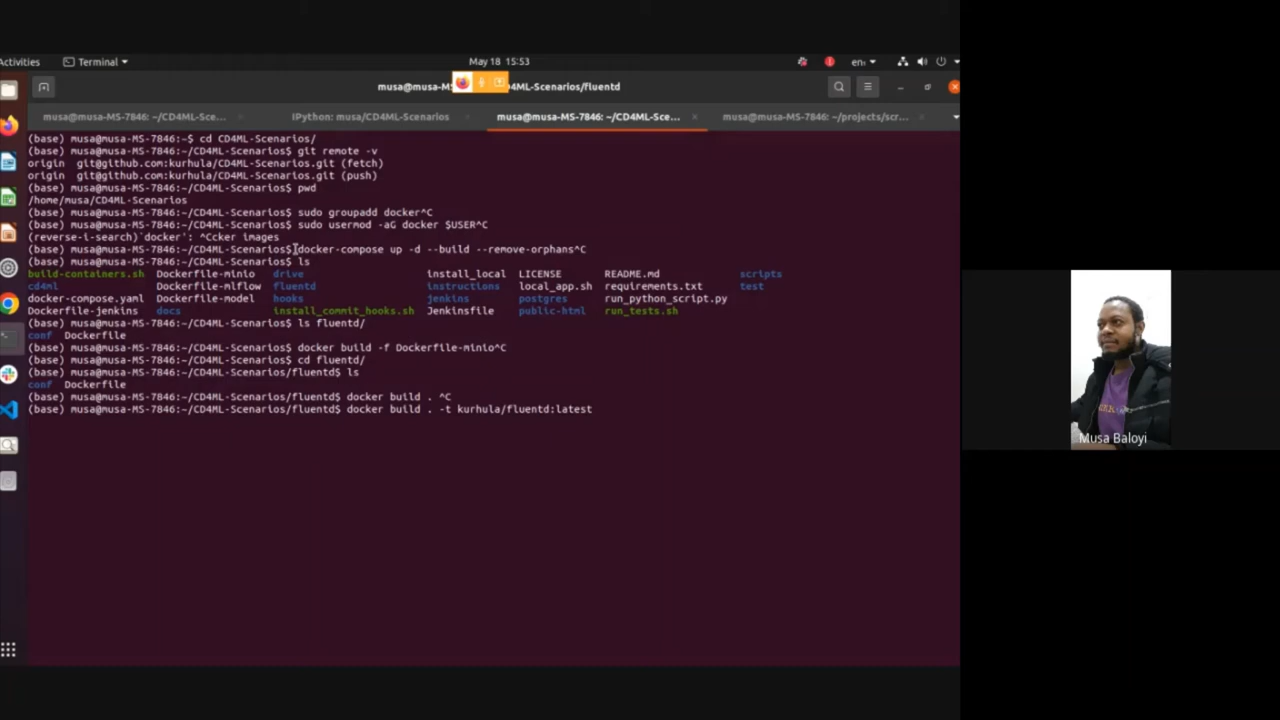 Activities
Terminal
May 18 15:53
en
musa@musa-M
D4ML-Scenarios/fluentd
musa@musa-MS-7846: ~/CD4ML-Sce...
IPython: musa/CD4ML-Scenarios
musa@musa-MS-7846: ~/CD4ML-Sce...
musa@musa-MS-7846: ~/projects/scr...
(base) musa@musa-MS-7846:~$ cd CD4ML-Scenarios/
(base) musa@musa-MS-7846:~/CD4ML-Scenarios$ git remote -v
origin git@github.com:kurhula/CD4ML-Scenarios.git (fetch)
origin git@github.com:kurhula/CD4ML-Scenarios.git (push)
(base) musa@musa-MS-7846:~/CD4ML-Scenarios$ pwd
/home/musa/CD4ML-Scenarios
(base) musa@musa-MS-7846:~/CD4ML-Scenarios$ sudo groupadd docker^C
(base) musa@musa-MS-7846:~/CD4ML-Scenarios$ sudo usermod -aG docker $USER^C
(reverse-i-search)`docker': ^Ccker images
(base) musa@musa-MS-7846:~/CD4ML-Scenarios$ docker-compose up -d --build --remove-orphans^C
(base) musa@musa-MS-7846:~/CD4ML-Scenarios$ ls
build-containers.sh Dockerfile-minio drive install_local LICENSE README.md scripts
cd4ml Dockerfile-mlflow fluentd instructions local_app.sh requirements.txt test
docker-compose.yaml Dockerfile-model hooks jenkins postgres run_python_script.py
Dockerfile-jenkins docs install_commit_hooks.sh Jenkinsfile public-html run_tests.sh
(base) musa@musa-MS-7846:~/CD4ML-Scenarios$ ls fluentd/
conf Dockerfile
(base) musa@musa-MS-7846:~/CD4ML-Scenarios$ docker build -f Dockerfile-minio^C
(base) musa@musa-MS-7846:~/CD4ML-Scenarios$ cd fluentd/
(base) musa@musa-MS-7846:~/CD4ML-Scenarios/fluentd$ ls
conf Dockerfile
(base) musa@musa-MS-7846:~/CD4ML-Scenarios/fluentd$ docker build . ^C
(base) musa@musa-MS-7846:~/CD4ML-Scenarios/fluentd$ docker build . -t kurhula/fluentd:latest
Musa Baloyi